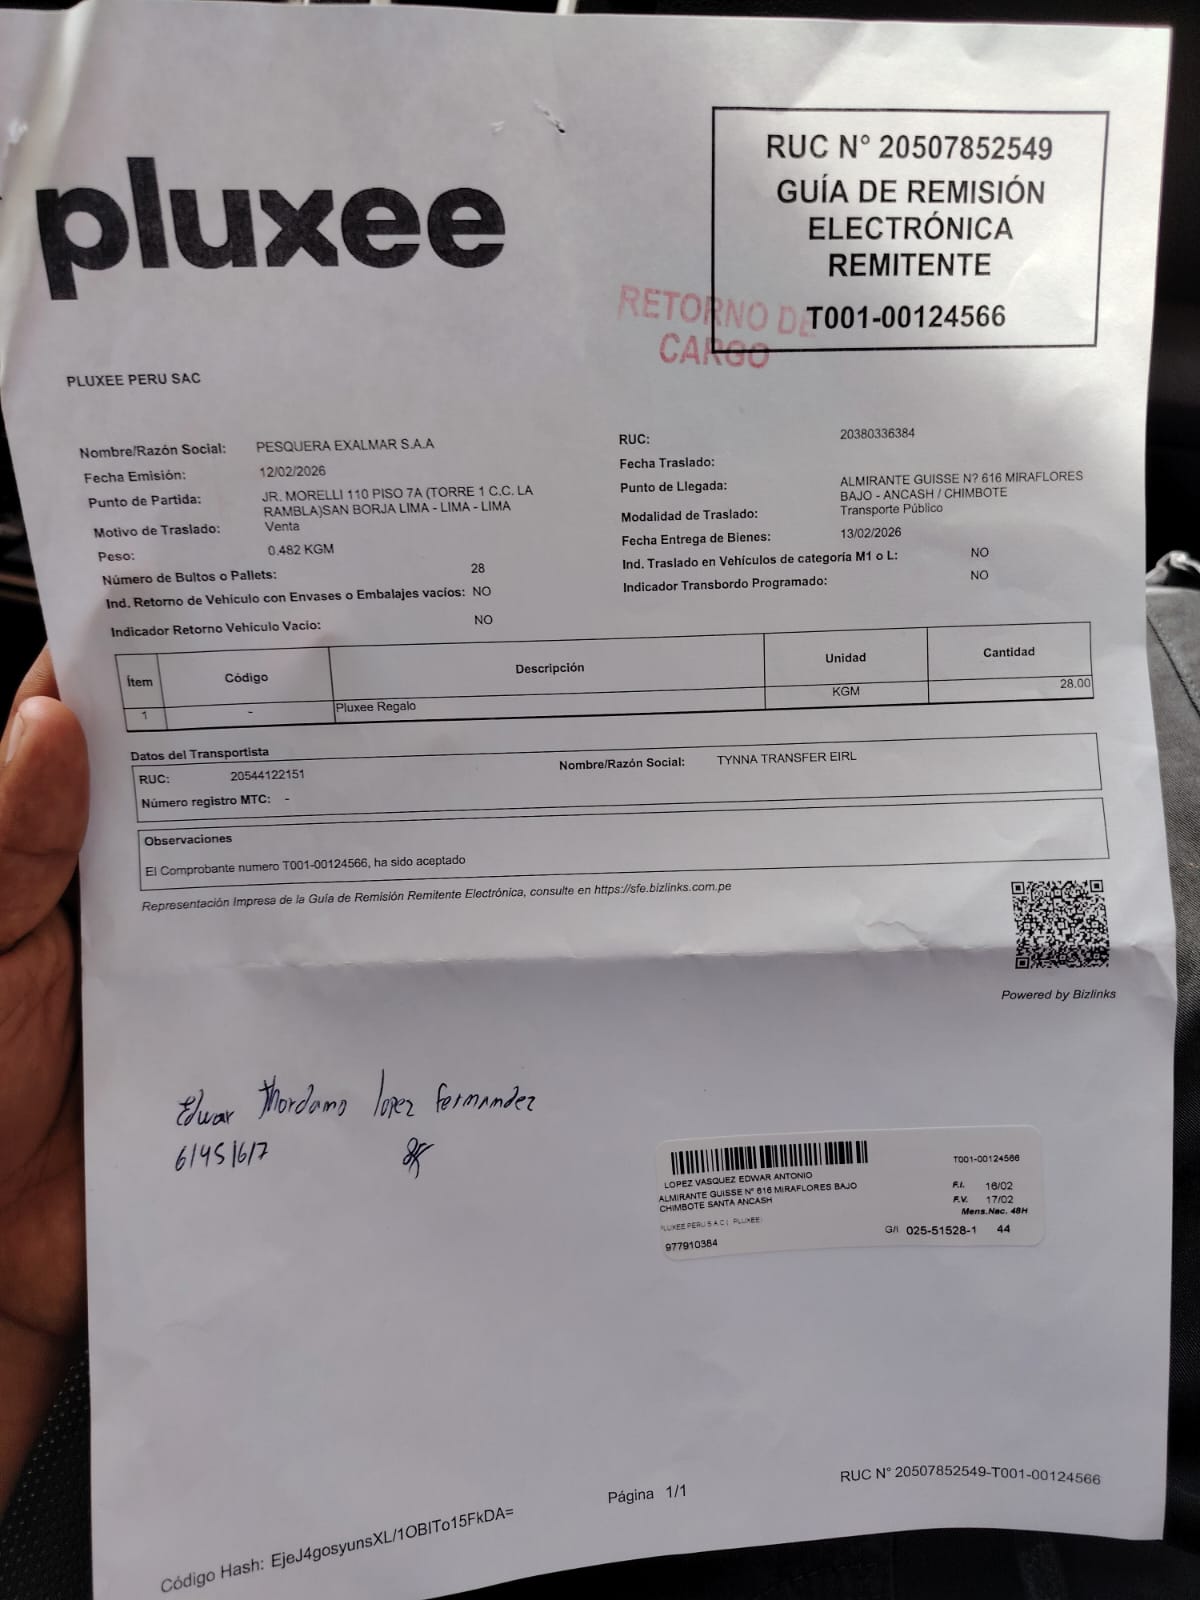 pluxee
RUC N° 20507852549
GUÍA DE REMISIÓN
ELECTRÓNICA
REMITENTE
T001-00124566
RETORNO DE
CARGO
PLUXEE PERU SAC
Nombre/Razón Social: PESQUERA EXALMAR S.A.A
Fecha Emisión: 12/02/2026
Punto de Partida: JR. MORELLI 110 PISO 7A (TORRE 1 C.C. LA
RAMBLA)SAN BORJA LIMA - LIMA - LIMA
Motivo de Traslado: Venta
Peso: 0.482 KGM
Número de Bultos o Pallets: 28
Ind. Retorno de Vehículo con Envases o Embalajes vacíos: NO
Indicador Retorno Vehículo Vacío: NO
RUC: 20380336384
Fecha Traslado:
Punto de Llegada: ALMIRANTE GUISSE N? 616 MIRAFLORES
BAJO - ANCASH / CHIMBOTE
Modalidad de Traslado: Transporte Público
Fecha Entrega de Bienes: 13/02/2026
Ind. Traslado en Vehículos de categoría M1 o L: NO
Indicador Transbordo Programado: NO
Ítem Código Descripción Unidad Cantidad
1 - Pluxee Regalo KGM 28.00
Datos del Transportista
RUC: 20544122151 Nombre/Razón Social: TYNNA TRANSFER EIRL
Número registro MTC: -
Observaciones
El Comprobante numero T001-00124566, ha sido aceptado
Representación Impresa de la Guía de Remisión Remitente Electrónica, consulte en https://sfe.bizlinks.com.pe
Powered by Bizlinks
Edwar lopez fernandez
LOPEZ VASQUEZ EDWAR ANTONIO
ALMIRANTE GUISSE N° 616 MIRAFLORES BAJO
CHIMBOTE SANTA ANCASH
PLUXEE PERU S.A.C ( PLUXEE)
977910384
T001-00124566
F.I. 16/02
F.V. 17/02
Mens.Nac. 48H
G/I 025-51528-1 44
RUC N° 20507852549-T001-00124566
Página 1/1
Código Hash: EjeJ4gosyunsXL/1OBITo15FkDA=